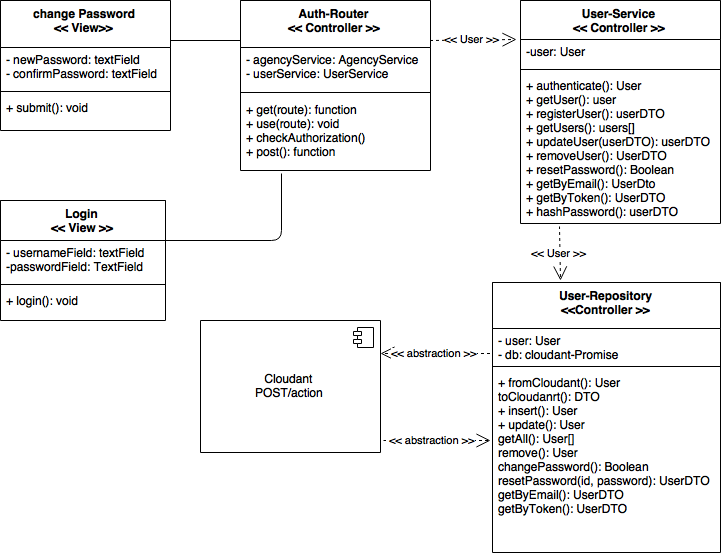 change Password
<< View>>
- newPassword: textField
- confirmPassword: textField
+ submit(): void
Auth-Router
<< Controller >>
- agencyService: AgencyService
- userService: UserService
+ get(route): function
+ use(route): void
+ checkAuthorization()
+ post(): function
<< User >>
User-Service
<< Controller >>
-user: User
+ authenticate(): User
+ getUser(): user
+ registerUser(): userDTO
+ getUsers(): users[]
+ updateUser(userDTO): userDTO
+ removeUser(): UserDTO
+ resetPassword(): Boolean
+ getByEmail(): UserDto
+ getByToken(): UserDTO
+ hashPassword(): userDTO
Login
<< View >>
- usernameField: textField
-passwordField: TextField
+ login(): void
<< User >>
User-Repository
<<Controller >>
- user: User
- db: cloudant-Promise
+ fromCloudant(): User
toCloudanrt(): DTO
+ insert(): User
+ update(): User
getAll(): User[]
remove(): User
changePassword(): Boolean
resetPassword(id, password): UserDTO
getByEmail(): UserDTO
getByToken(): UserDTO
Cloudant
POST/action
<< abstraction >>
<< abstraction >>